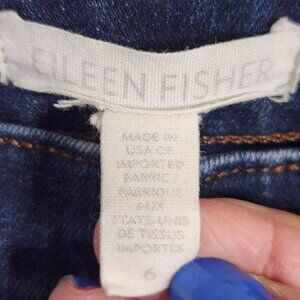 EILEEN FISHER
MADE IN
USA OF
IMPORTED
FABRIC
FABRIQUÉ
AUX
ÉTATS-UNIS
DE TISSUS
IMPORTÉS
6